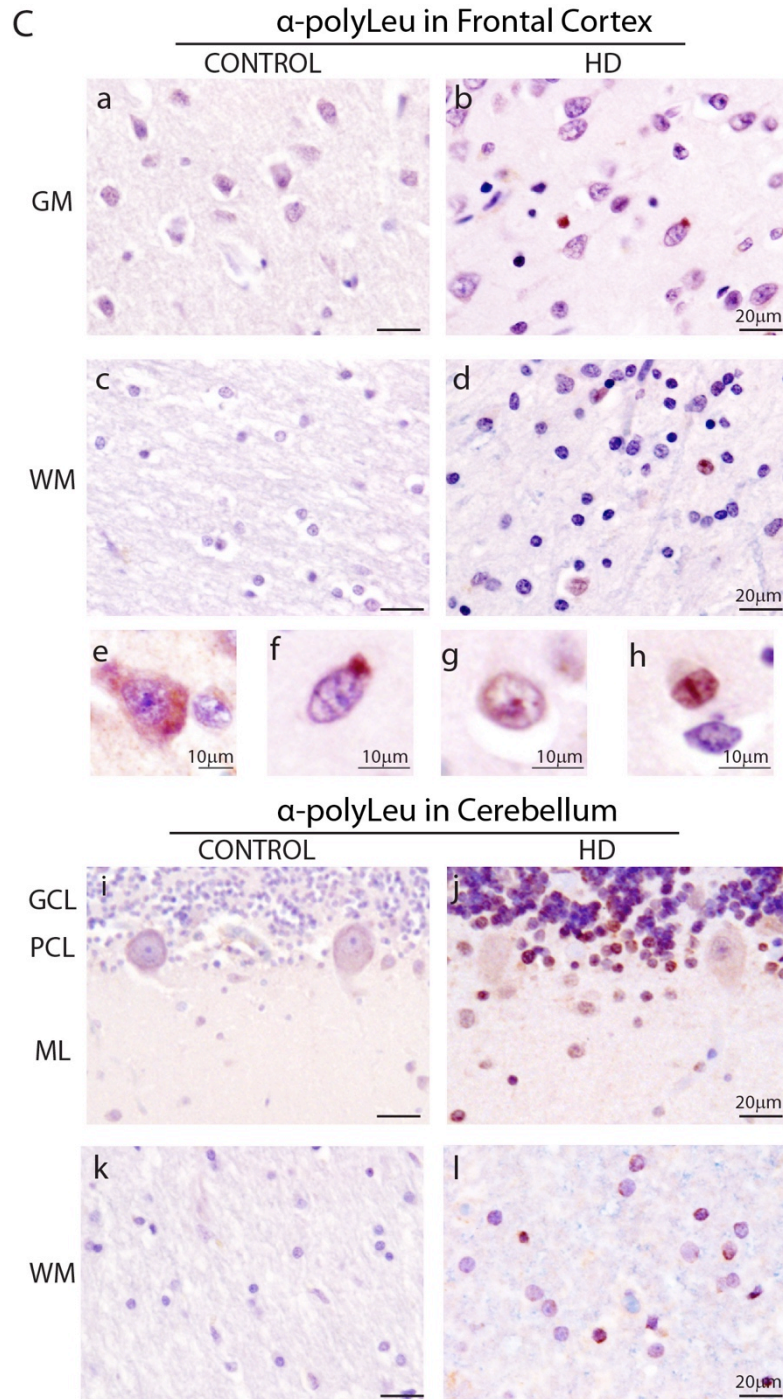 C
α-polyLeu in Frontal Cortex
CONTROL HD
GM
a
b
20μm
WM
c
d
20μm
e
10μm
f
10μm
g
10μm
h
10μm
α-polyLeu in Cerebellum
CONTROL HD
GCL
PCL
ML
i
j
20μm
WM
k
l
20μm